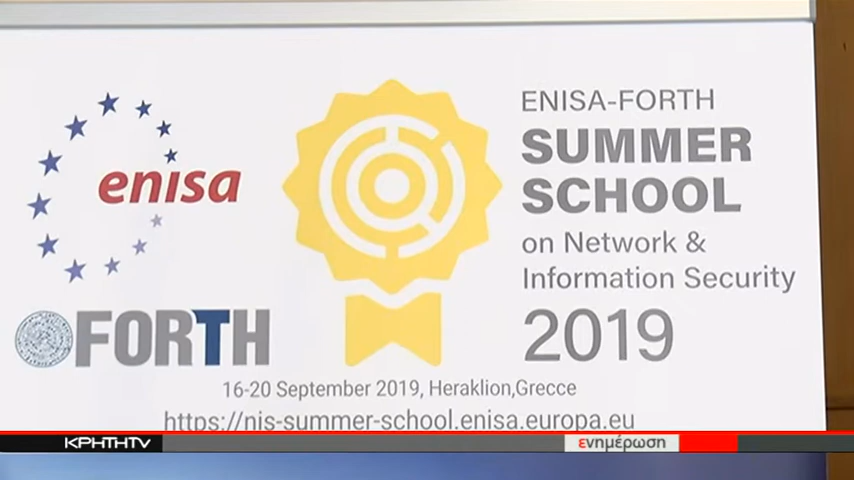 enisa
FORTH
ENISA-FORTH
SUMMER
SCHOOL
on Network &
Information Security
2019
16-20 September 2019, Heraklion,Grecce
https://nis-summer-school.enisa.europa.eu
ΚΡΗΤΗTV
ενημέρωση